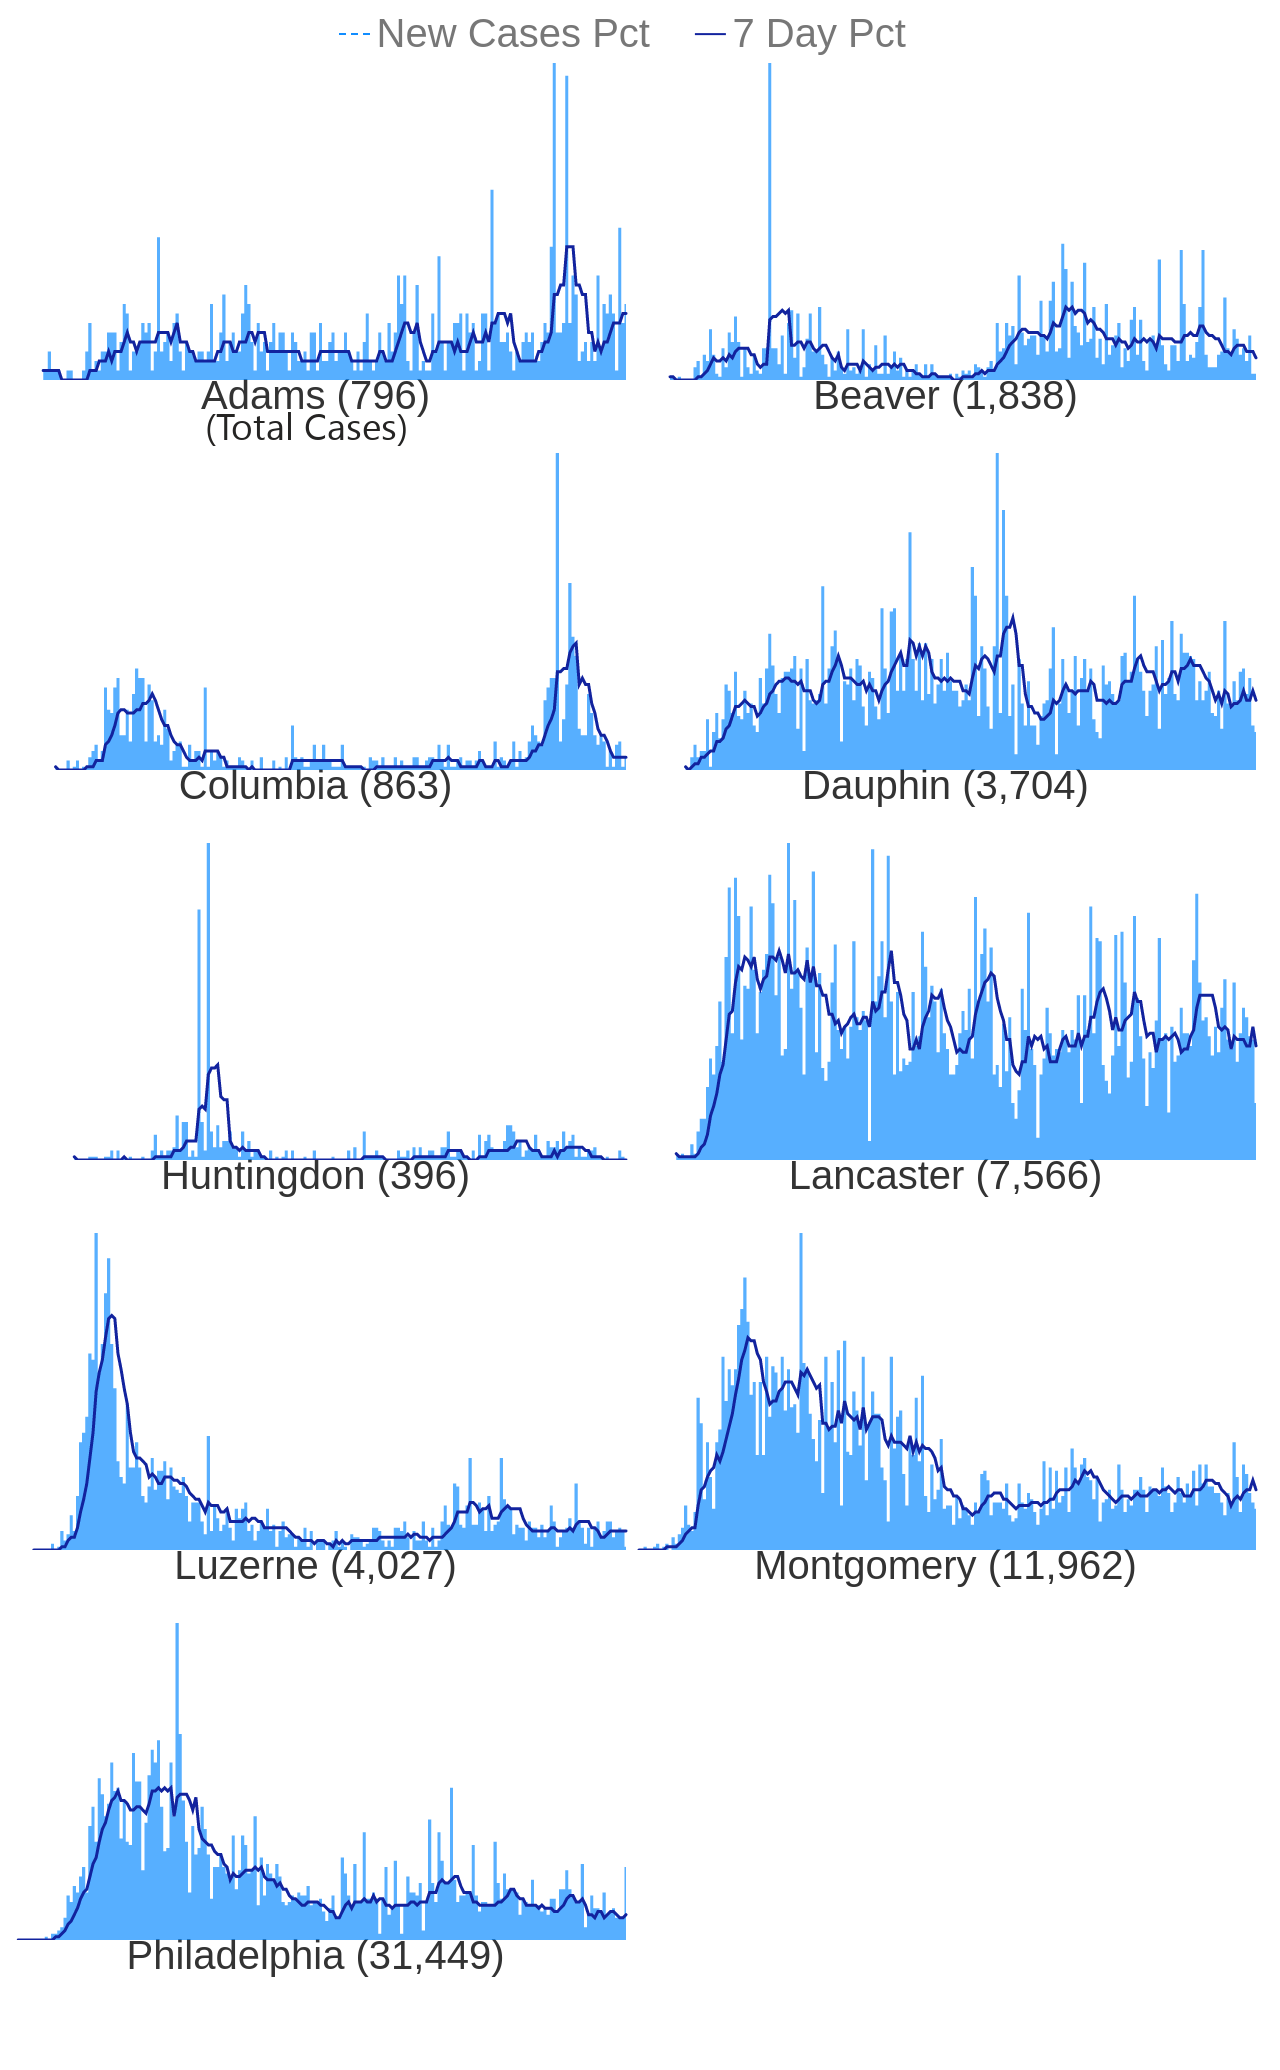 New Cases Pct 7 Day Pct
Adams (796) Beaver (1,838)
(Total Cases)
Columbia (863) Dauphin (3,704)
Huntingdon (396) Lancaster (7,566)
Luzerne (4,027) Montgomery (11,962)
Philadelphia (31,449)